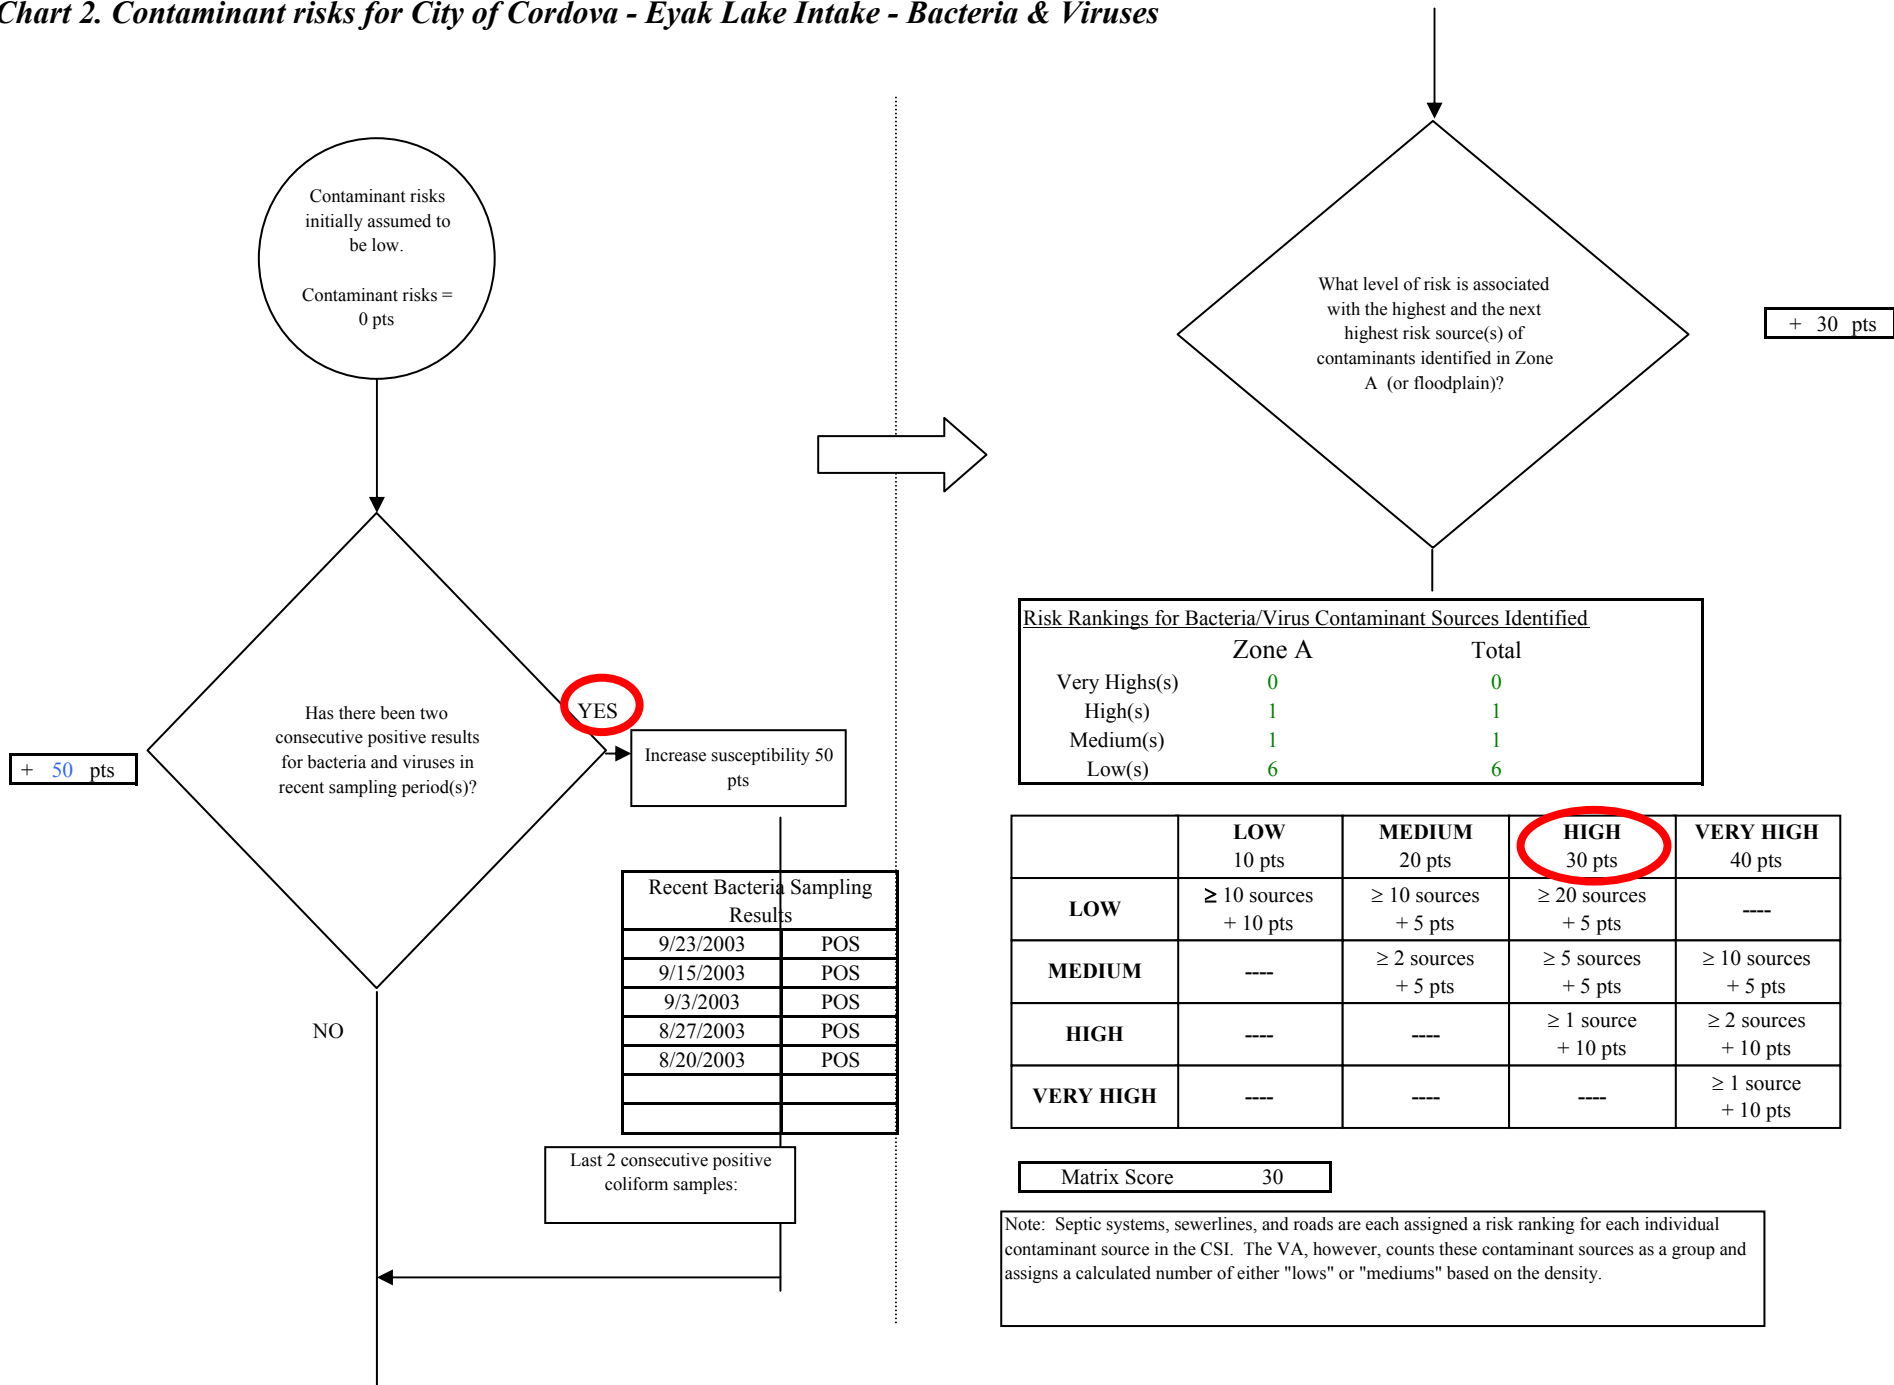 Chart 2. Contaminant risks for City of Cordova - Eyak Lake Intake - Bacteria & Viruses
Contaminant risks
initially assumed to
be low.
Contaminant risks =
0 pts
Has there been two
consecutive positive results
for bacteria and viruses in
recent sampling period(s)?
+ 50 pts
YES
Increase susceptibility 50
pts
Recent Bacteria Sampling
Results
9/23/2003 POS
9/15/2003 POS
9/3/2003 POS
8/27/2003 POS
8/20/2003 POS
NO
Last 2 consecutive positive
coliform samples:
What level of risk is associated
with the highest and the next
highest risk source(s) of
contaminants identified in Zone
A (or floodplain)?
+ 30 pts
Risk Rankings for Bacteria/Virus Contaminant Sources Identified
Zone A Total
Very Highs(s) 0 0
High(s) 1 1
Medium(s) 1 1
Low(s) 6 6
LOW MEDIUM HIGH VERY HIGH
10 pts 20 pts 30 pts 40 pts
LOW ≥ 10 sources ≥ 10 sources ≥ 20 sources ----
+ 10 pts + 5 pts + 5 pts
MEDIUM ---- ≥ 2 sources ≥ 5 sources ≥ 10 sources
+ 5 pts + 5 pts + 5 pts
HIGH ---- ---- ≥ 1 source ≥ 2 sources
+ 10 pts + 10 pts
VERY HIGH ---- ---- ---- ≥ 1 source
+ 10 pts
Matrix Score 30
Note: Septic systems, sewerlines, and roads are each assigned a risk ranking for each individual
contaminant source in the CSI. The VA, however, counts these contaminant sources as a group and
assigns a calculated number of either "lows" or "mediums" based on the density.